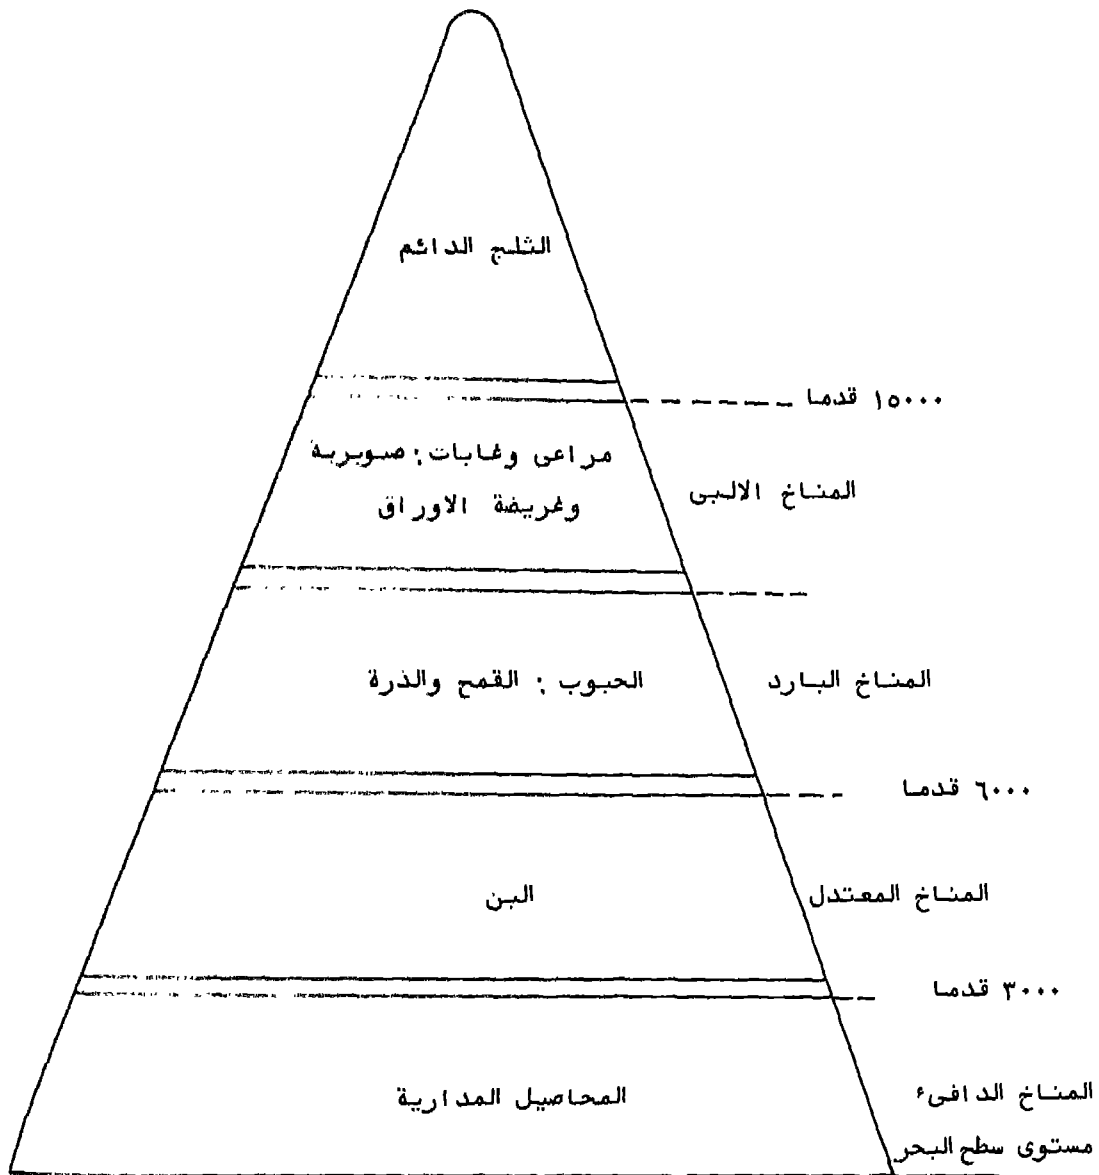 الثلج الدائم
١٥٠٠٠ قدما
مراعى وغابات : صوبرية
وغريضة الاوراق
المناخ الالبى
الحبوب : القمح والذرة
المناخ البارد
٦٠٠٠ قدما
البن
المناخ المعتدل
٣٠٠٠ قدما
المحاصيل المدارية
المناخ الدافىء
مستوى سطح البحر